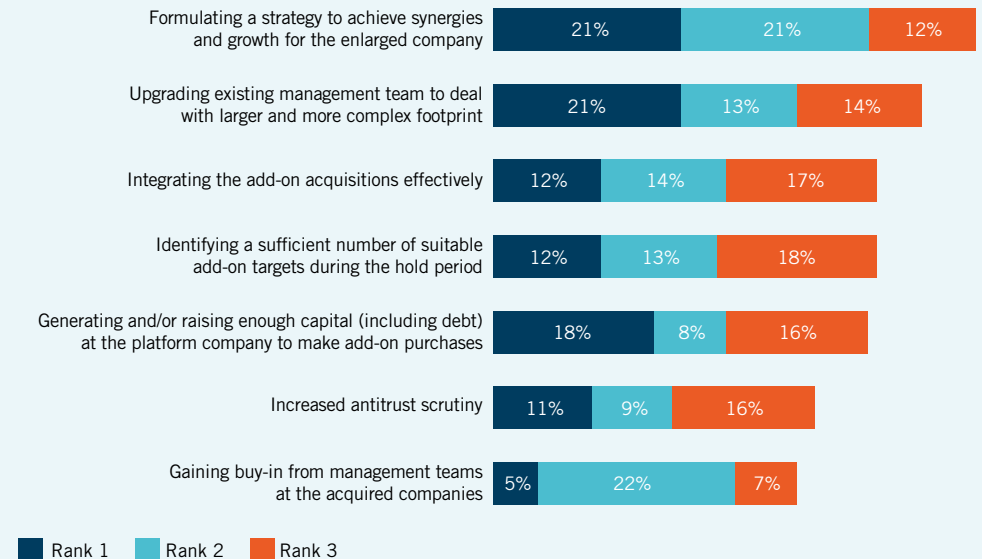 Formulating a strategy to achieve synergies
and growth for the enlarged company
21% 21% 12%
Upgrading existing management team to deal
with larger and more complex footprint
21% 13% 14%
Integrating the add-on acquisitions effectively
12% 14% 17%
Identifying a sufficient number of suitable
add-on targets during the hold period
12% 13% 18%
Generating and/or raising enough capital (including debt)
at the platform company to make add-on purchases
18% 8% 16%
Increased antitrust scrutiny
11% 9% 16%
Gaining buy-in from management teams
at the acquired companies
5% 22% 7%
Rank 1 Rank 2 Rank 3